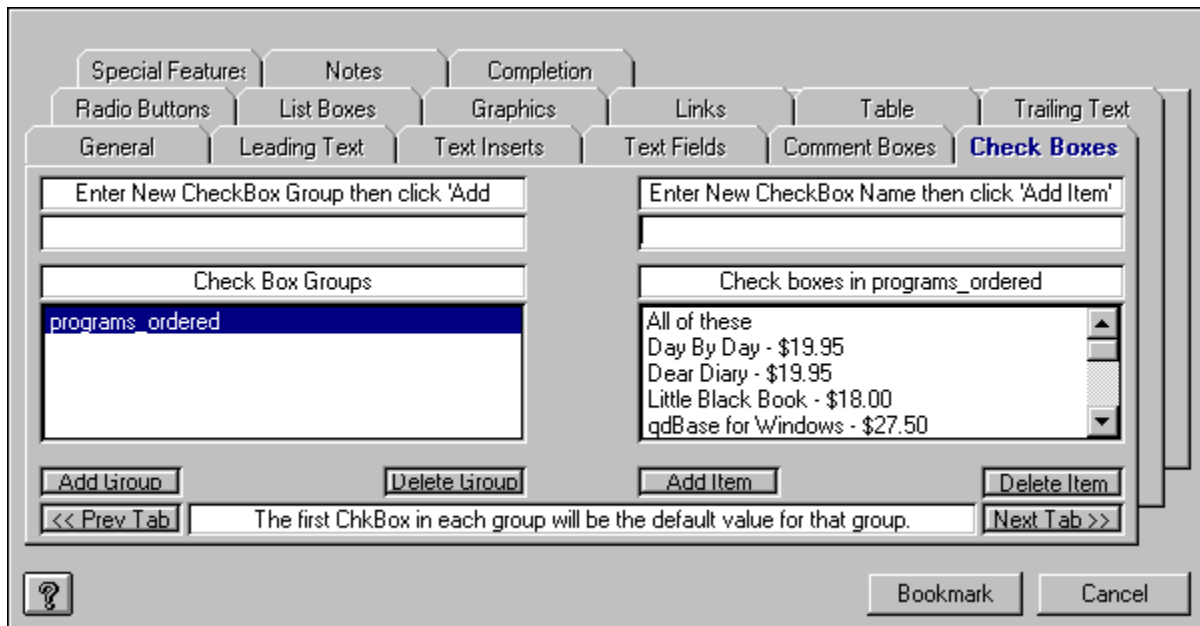 Special Features Notes Completion
Radio Buttons List Boxes Graphics Links Table Trailing Text
General Leading Text Text Inserts Text Fields Comment Boxes Check Boxes
Enter New CheckBox Group then click 'Add Enter New CheckBox Name then click 'Add Item'
Check Box Groups Check boxes in programs_ordered
programs_ordered
All of these
Day By Day - $19.95
Dear Diary - $19.95
Little Black Book - $18.00
qdBase for Windows - $27.50
Add Group Delete Group Add Item Delete Item
<< Prev Tab The first ChkBox in each group will be the default value for that group. Next Tab >>
? Bookmark Cancel